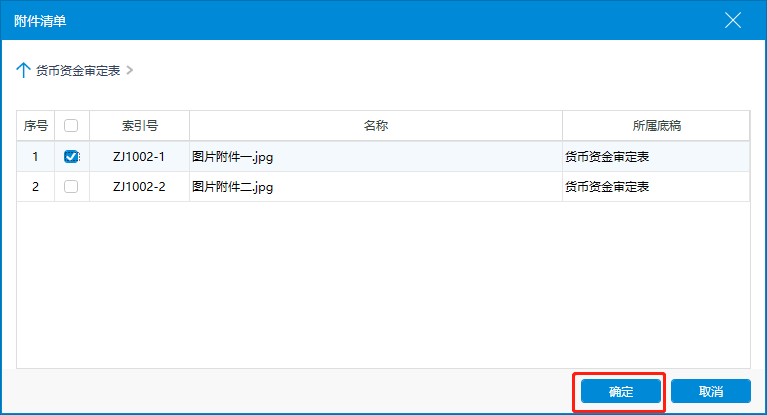 附件清单
货币资金审定表
序号 索引号 名称 所属底稿
1 ZJ1002-1 图片附件一.jpg 货币资金审定表
2 ZJ1002-2 图片附件二.jpg 货币资金审定表
确定 取消